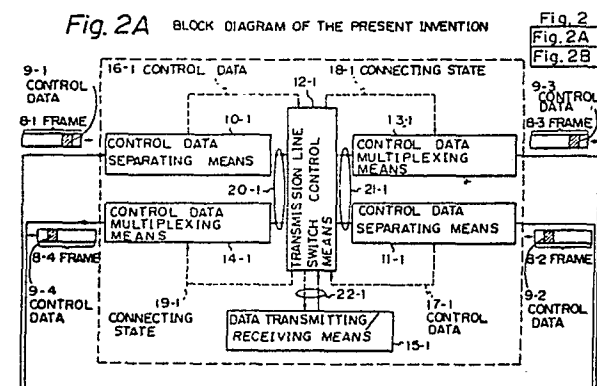 Fig. 2A BLOCK DIAGRAM OF THE PRESENT INVENTION
Fig. 2
Fig. 2A
Fig. 2B
9-1
CONTROL
DATA
8-1 FRAME
16-1 CONTROL DATA
12-1
18-1 CONNECTING STATE
9-3
CONTROL
DATA
8-3 FRAME
10-1
CONTROL DATA
SEPARATING MEANS
13-1
CONTROL DATA
MULTIPLEXING
MEANS
20-1
TRANSMISSION LINE
SWITCH CONTROL
MEANS
21-1
CONTROL DATA
MULTIPLEXING
MEANS
14-1
CONTROL DATA
SEPARATING MEANS
11-1
8-4 FRAME
9-4
CONTROL
DATA
8-2 FRAME
9-2
CONTROL
DATA
19-1
CONNECTING
STATE
22-1
17-1
CONTROL
DATA
DATA TRANSMITTING/
RECEIVING MEANS
15-1